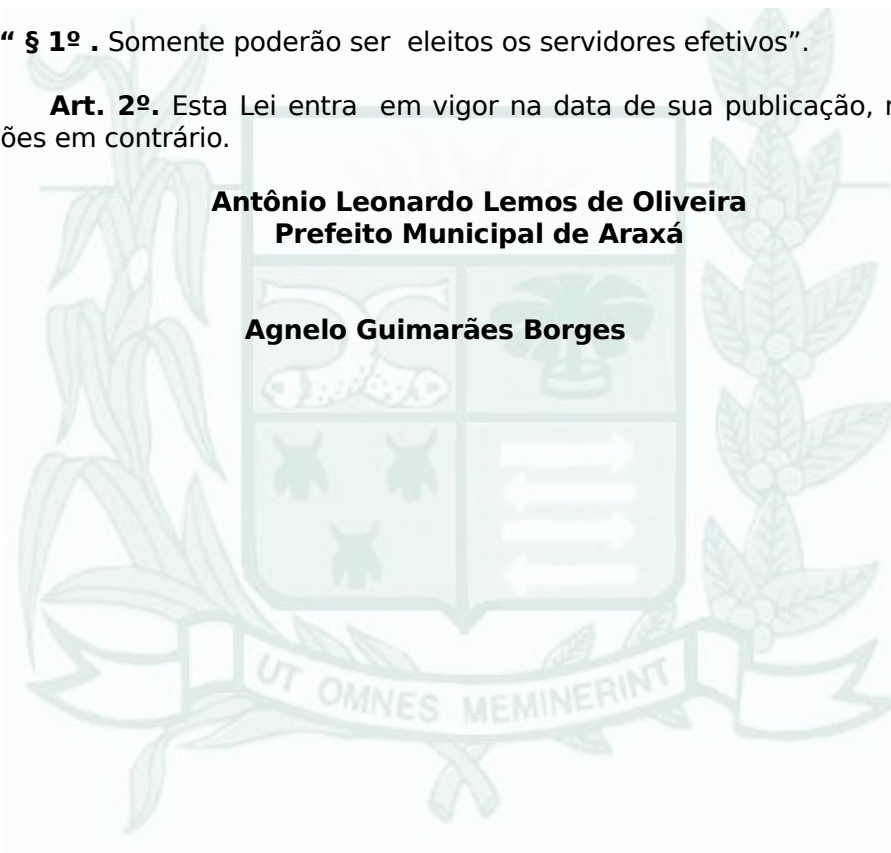 “ § 1º . Somente poderão ser eleitos os servidores efetivos”.
Art. 2º. Esta Lei entra em vigor na data de sua publicação,
ões em contrário.
Antônio Leonardo Lemos de Oliveira
Prefeito Municipal de Araxá
Agnelo Guimarães Borges
UT OMNES MEMINERINT